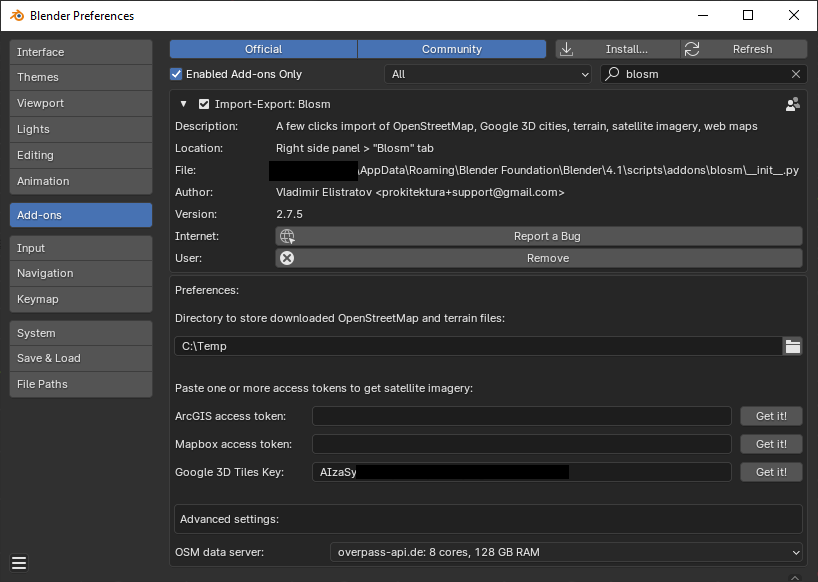 Blender Preferences
Interface
Themes
Viewport
Lights
Editing
Animation
Add-ons
Input
Navigation
Keymap
System
Save & Load
File Paths
Official Community Install... Refresh
Enabled Add-ons Only All blosm
Import-Export: Blosm
Description: A few clicks import of OpenStreetMap, Google 3D cities, terrain, satellite imagery, web maps
Location: Right side panel > "Blosm" tab
File: \AppData\Roaming\Blender Foundation\Blender\4.1\scripts\addons\blosm\__init__.py
Author: Vladimir Elistratov <prokitektura+support@gmail.com>
Version: 2.7.5
Internet: Report a Bug
User: Remove
Preferences:
Directory to store downloaded OpenStreetMap and terrain files:
C:\Temp
Paste one or more access tokens to get satellite imagery:
ArcGIS access token: Get it!
Mapbox access token: Get it!
Google 3D Tiles Key: AIzaSy Get it!
Advanced settings:
OSM data server: overpass-api.de: 8 cores, 128 GB RAM